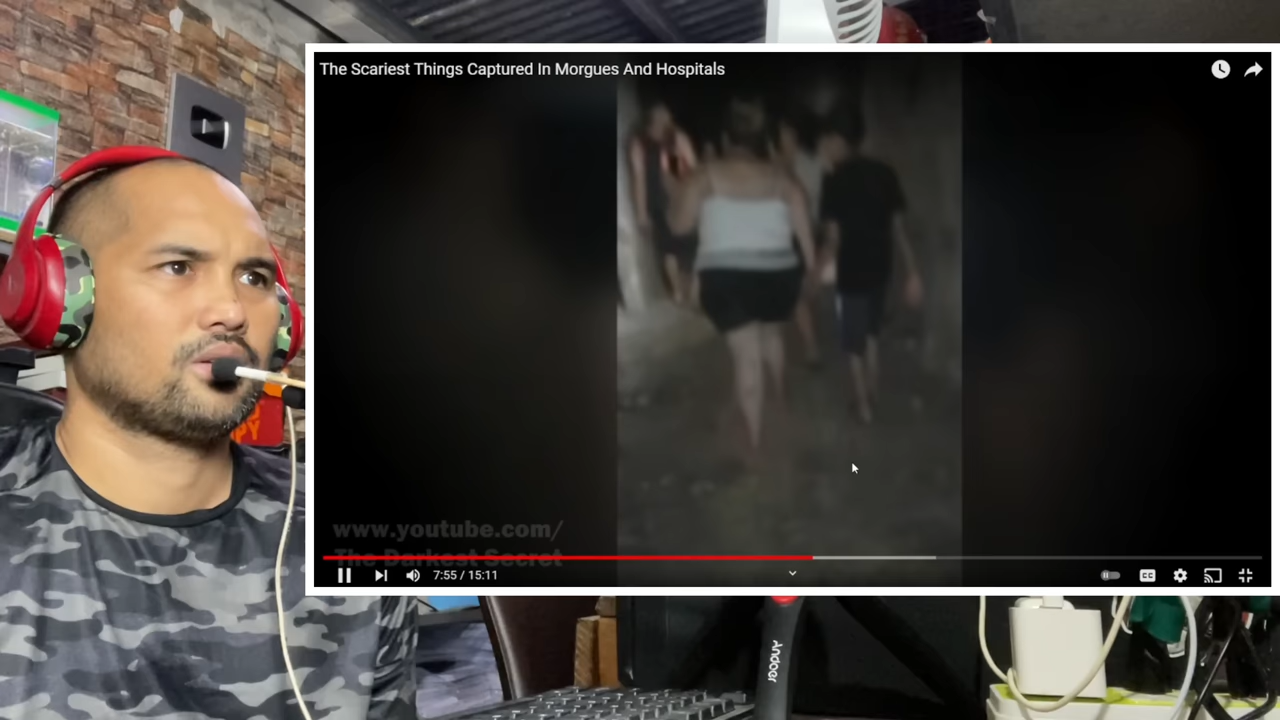 The Scariest Things Captured In Morgues And Hospitals
www.youtube.com/
The Darkest Secret
7:55 / 15:11
CC
Andoer